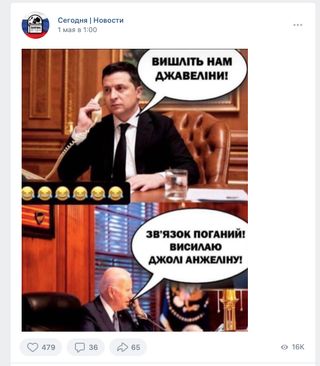 Сегодня | Новости
1 мая в 1:00
ВИШЛІТЬ НАМ
ДЖАВЕЛІНИ!
ЗВ'ЯЗОК ПОГАНИЙ!
ВИСИЛАЮ
ДЖОЛІ АНЖЕЛІНУ!
479
36
65
16K